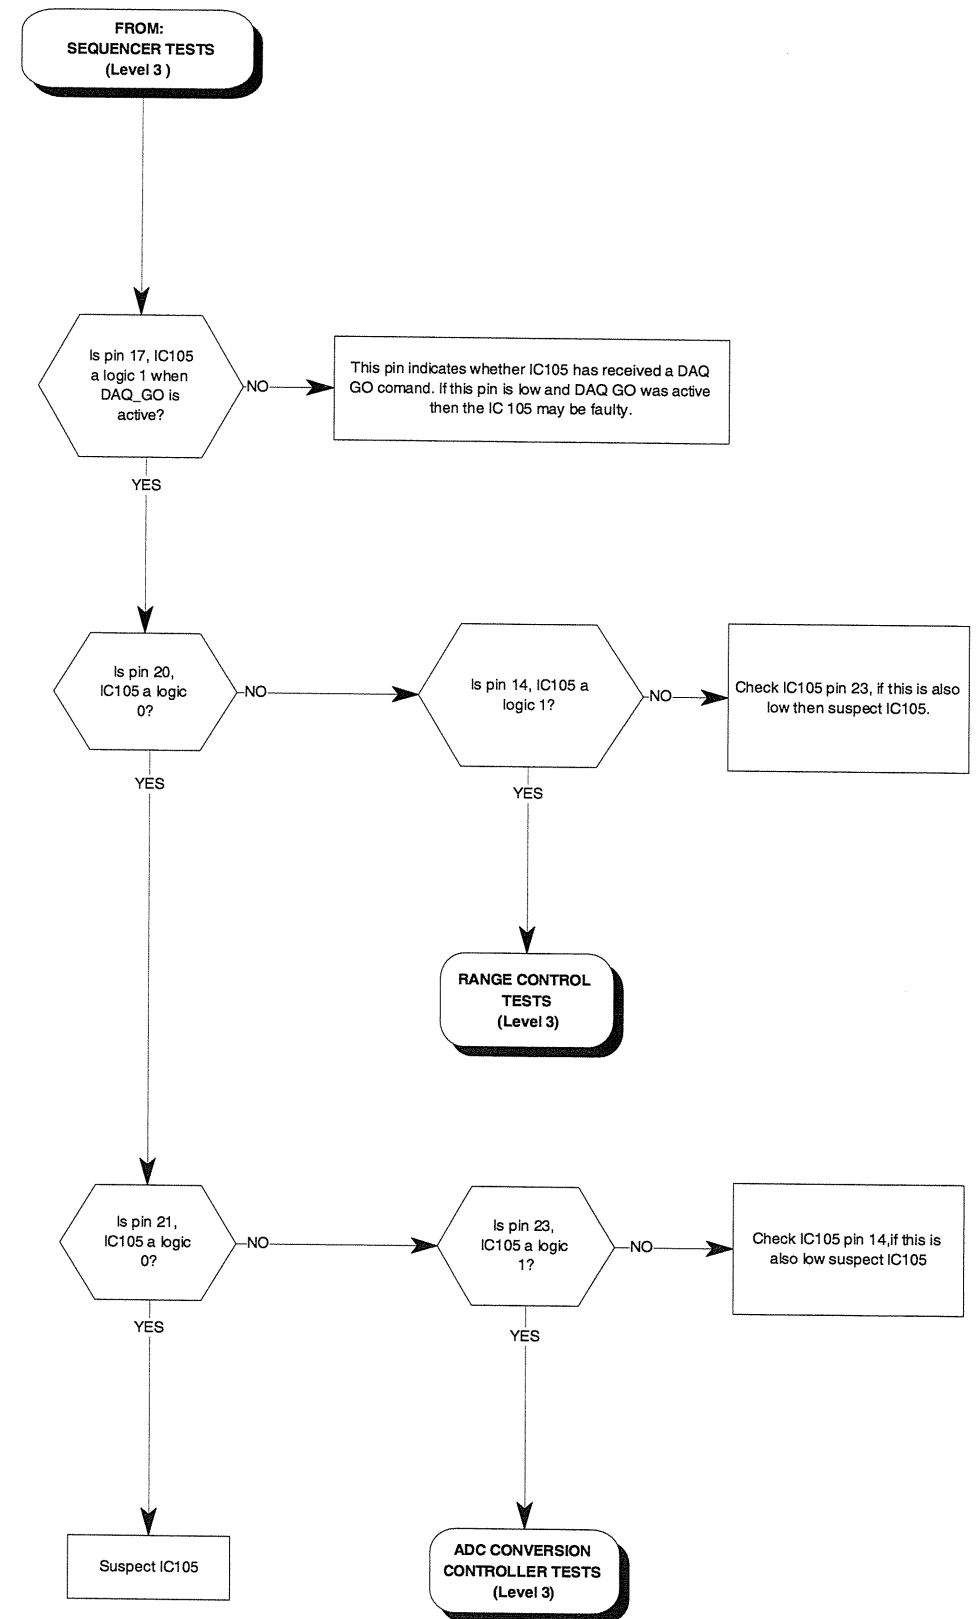 FROM:
SEQUENCER TESTS
(Level 3 )
Is pin 17, IC105
a logic 1 when
DAQ_GO is
active?
NO
This pin indicates whether IC105 has received a DAQ
GO comand. If this pin is low and DAQ GO was active
then the IC 105 may be faulty.
YES
Is pin 20,
IC105 a logic
0?
NO
Is pin 14, IC105 a
logic 1?
NO
Check IC105 pin 23, if this is also
low then suspect IC105.
YES
YES
RANGE CONTROL
TESTS
(Level 3)
Is pin 21,
IC105 a logic
0?
NO
Is pin 23,
IC105 a logic
1?
NO
Check IC105 pin 14,if this is
also low suspect IC105
YES
YES
Suspect IC105
ADC CONVERSION
CONTROLLER TESTS
(Level 3)